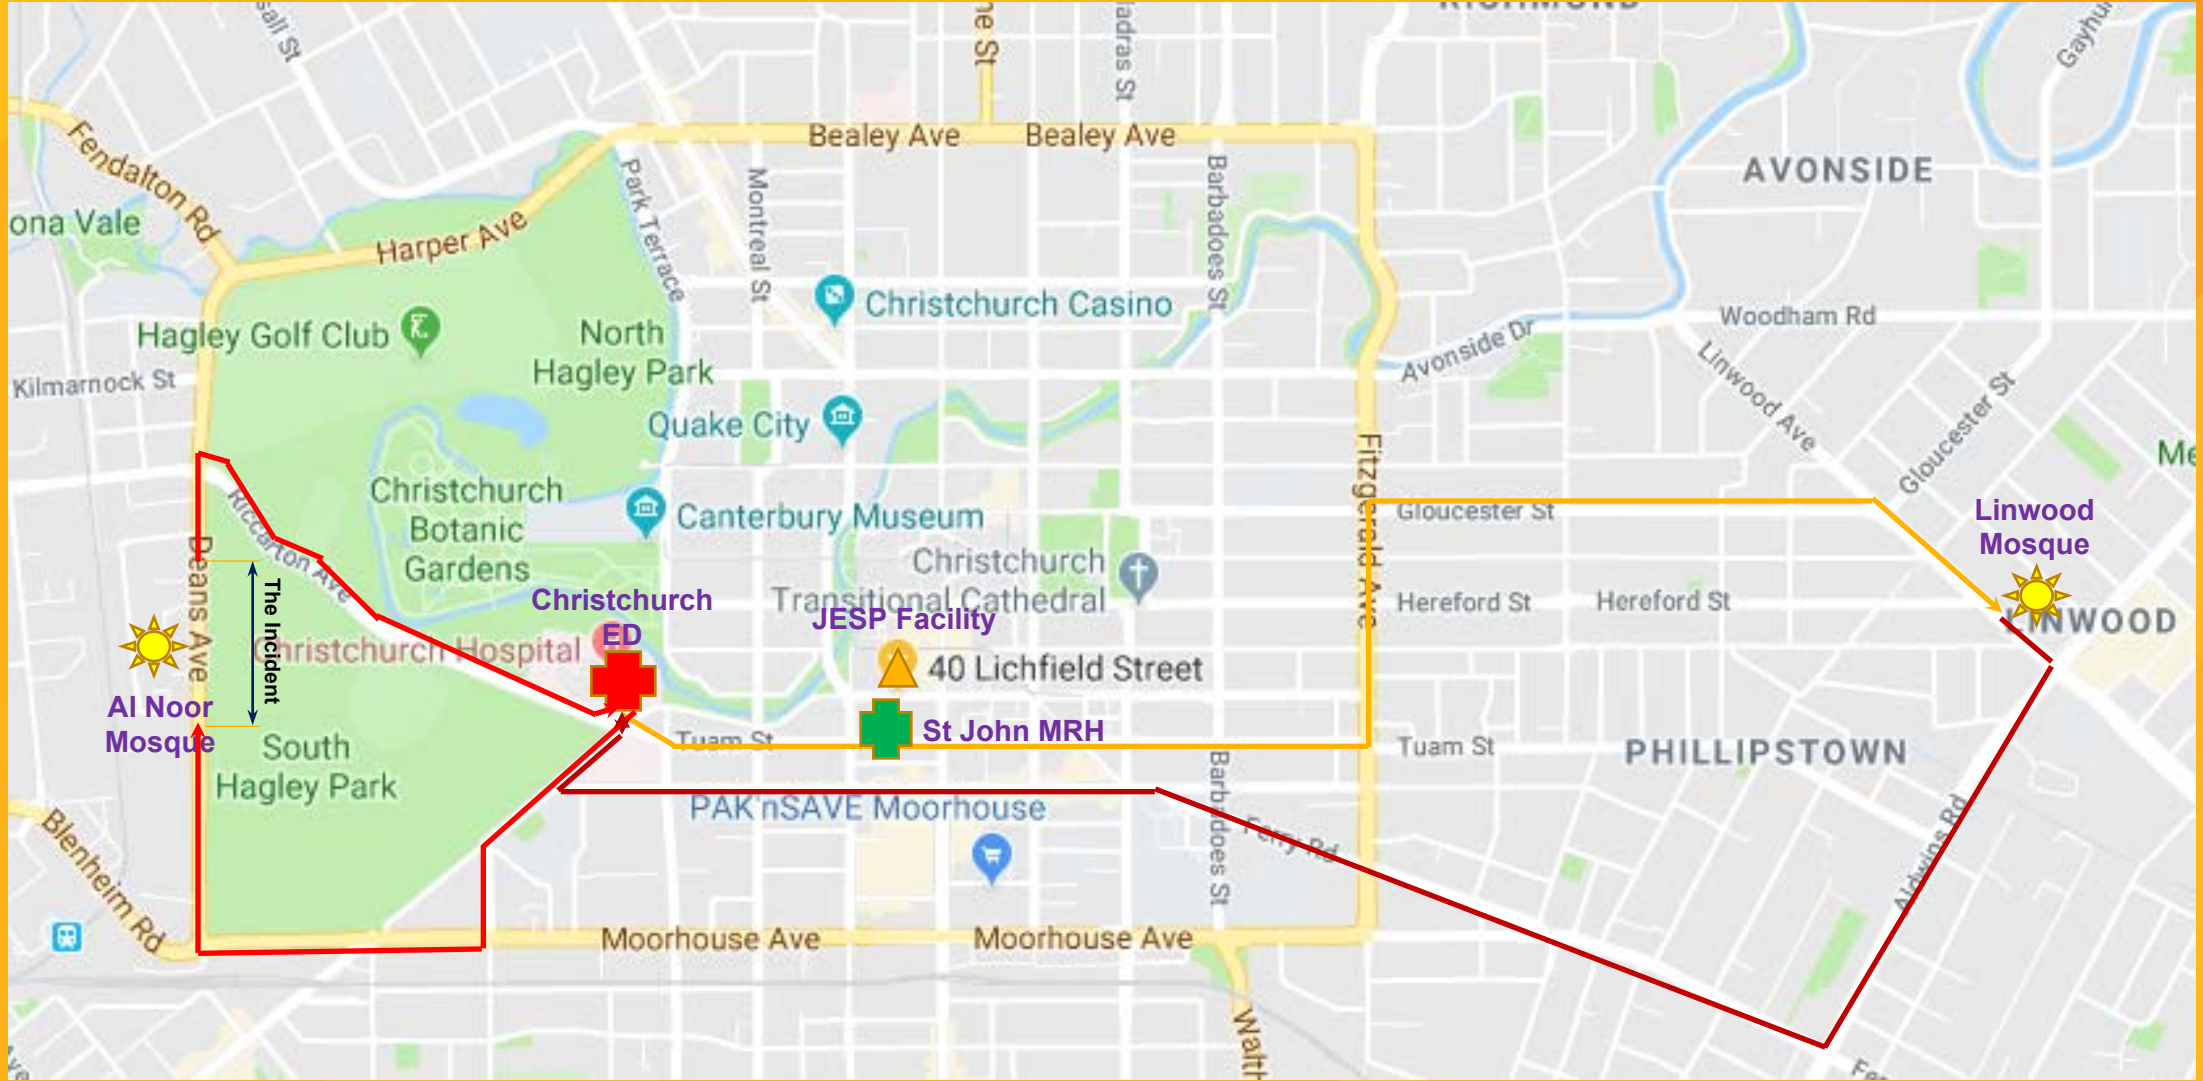 RICHMOND
Bealey Ave
Bealey Ave
Fendalton Rd
Park Terrace
Montreal St
Barbadoes St
AVONSIDE
ona Vale
Harper Ave
Christchurch Casino
Hagley Golf Club
North
Hagley Park
Avonside Dr
Woodham Rd
Kilmarnock St
Linwood Ave
Gloucester St
Quake City
Fitzgerald Ave
Me
Christchurch
Botanic
Gardens
Canterbury Museum
Riccarton Ave
Gloucester St
Linwood
Mosque
Deans Ave
The Incident
Christchurch
Transitional Cathedral
Christchurch
ED
JESP Facility
Hereford St
Hereford St
LINWOOD
Christchurch Hospital
40 Lichfield Street
Al Noor
Mosque
St John MRH
Tuam St
Tuam St
PHILLIPSTOWN
South
Hagley Park
PAK'nSAVE Moorhouse
Barbadoes St
Ferry Rd
Aldwins Rd
Blenheim Rd
Moorhouse Ave
Moorhouse Ave